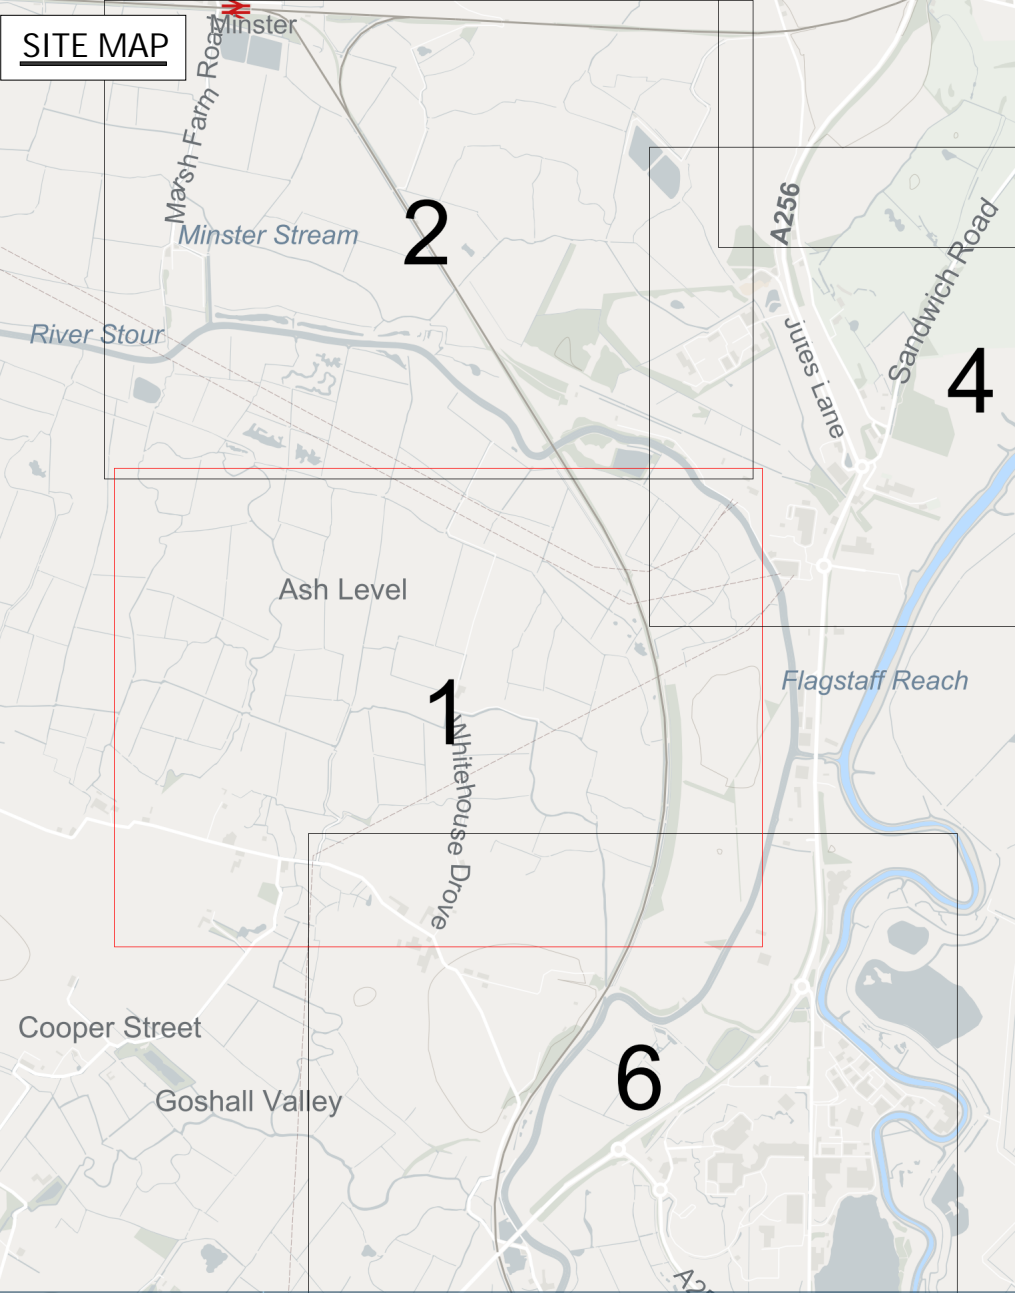 Minster
SITE MAP
Marsh Farm Road
2
A256
Minster Stream
Sandwich Road
River Stour
Jutes Lane
4
Ash Level
Flagstaff Reach
1
Whitehouse Drove
Cooper Street
6
Goshall Valley